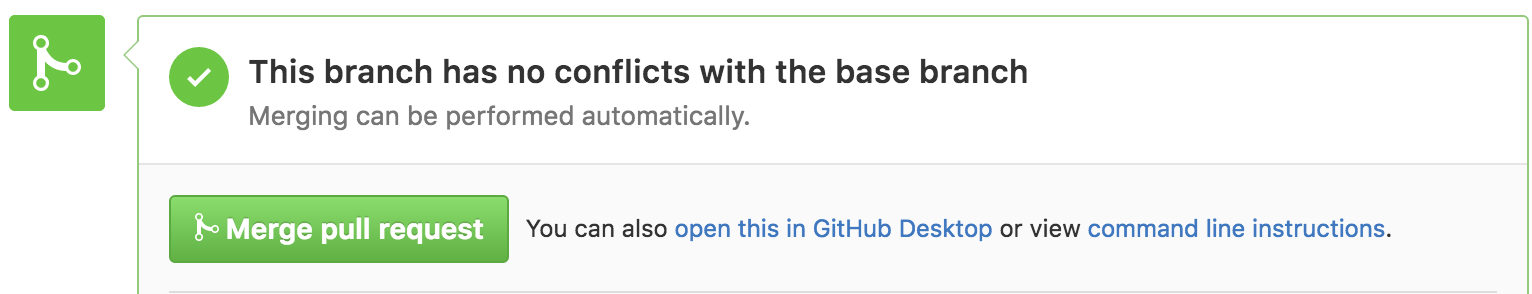 This branch has no conflicts with the base branch
Merging can be performed automatically.
Merge pull request You can also open this in GitHub Desktop or view command line instructions.